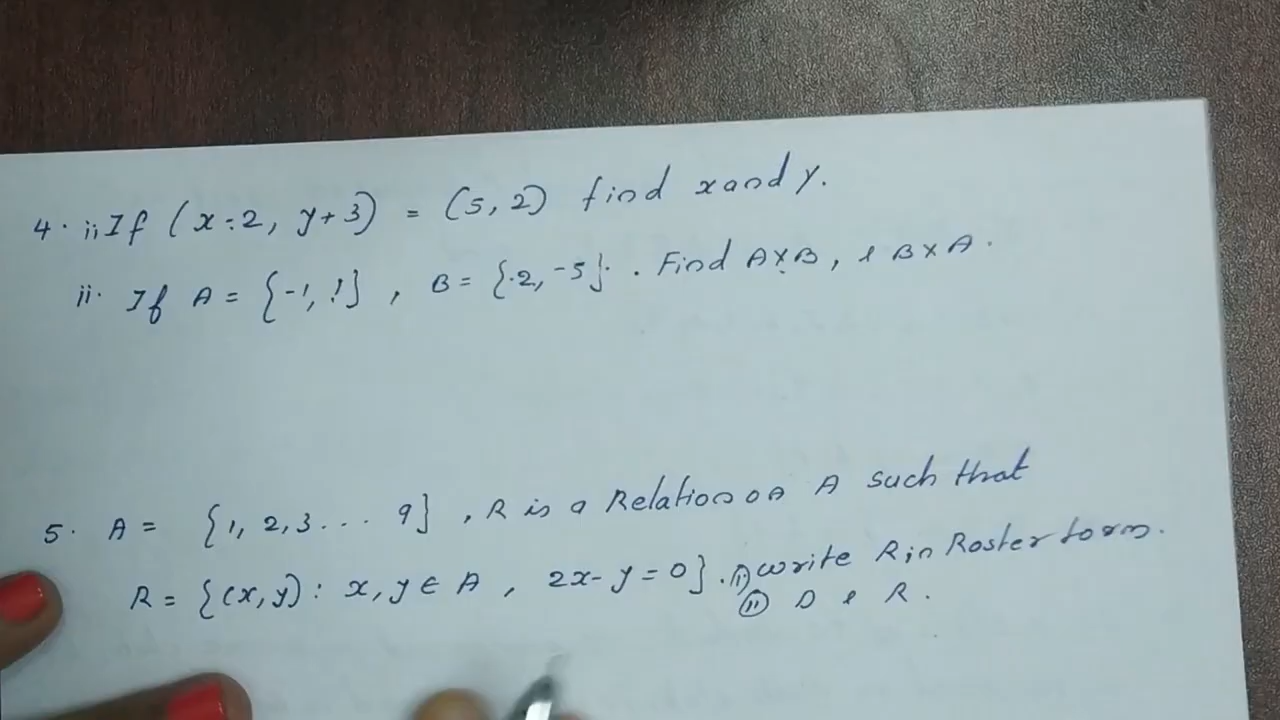 4. ii If (x-2, y+3) = (5, 2) find x and y.
ii. If A = {-1, 1}, B = {2, -5}. Find A×B, & B×A.
5. A = {1, 2, 3... 9}, R is a Relation on A such that
R = {(x,y): x, y ∈ A, 2x-y=0}. (i) write R in Roster form.
(ii) D & R.